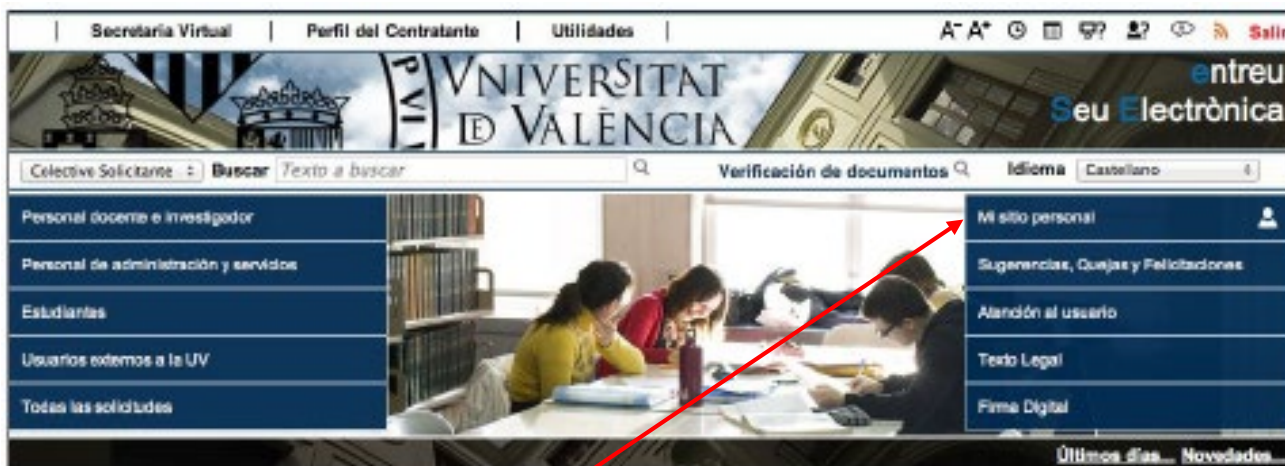 Secretaria Virtual | Perfil del Contratante | Utilidades | A⁻ A⁺ Salir
VNIVERSITAT
ID VALÈNCIA
entreu
Seu Electrònica
Colectivo Solicitante Buscar Texto a buscar Verificación de documentos Idioma Castellano
Personal docente e investigador
Personal de administración y servicios
Estudiantes
Usuarios externos a la UV
Todas las solicitudes
Mi sitio personal
Sugerencias, Quejas y Felicitaciones
Atención al usuario
Texto Legal
Firma Digital
Últimos días... Novedades...